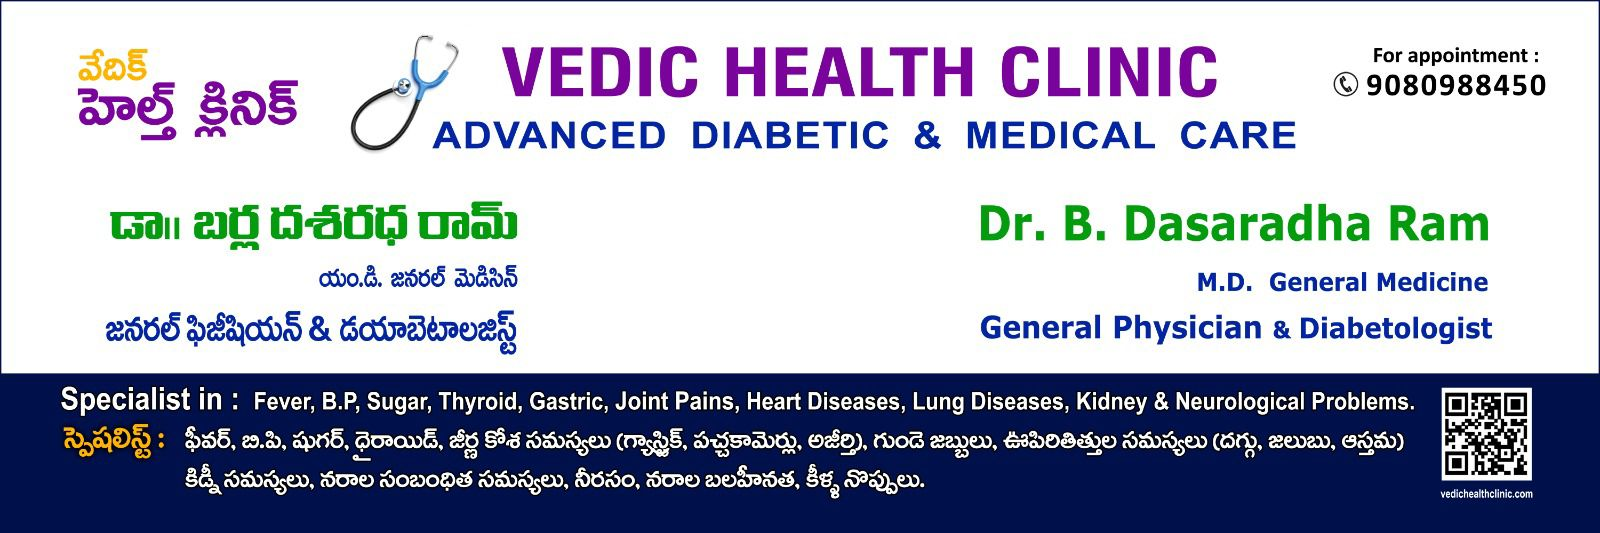 వేదిక్
హెల్త్ క్లినిక్
VEDIC HEALTH CLINIC
ADVANCED DIABETIC & MEDICAL CARE
For appointment :
9080988450
డా॥ బర్ల దశరధ రామ్
యం.డి. జనరల్ మెడిసిన్
జనరల్ ఫిజీషియన్ & డయాబెటాలజిస్ట్
Dr. B. Dasaradha Ram
M.D. General Medicine
General Physician & Diabetologist
Specialist in : Fever, B.P, Sugar, Thyroid, Gastric, Joint Pains, Heart Diseases, Lung Diseases, Kidney & Neurological Problems.
స్పెషలిస్ట్ : ఫీవర్, బి.పి, షుగర్, థైరాయిడ్, జీర్ణ కోశ సమస్యలు (గ్యాస్ట్రిక్, పచ్చకామెర్లు, అజీర్తి), గుండె జబ్బులు, ఊపిరితిత్తుల సమస్యలు (దగ్గు, జలుబు, ఆస్తమ)
కిడ్నీ సమస్యలు, నరాల సంబంధిత సమస్యలు, నీరసం, నరాల బలహీనత, కీళ్ళ నొప్పులు.
vedichealthclinic.com